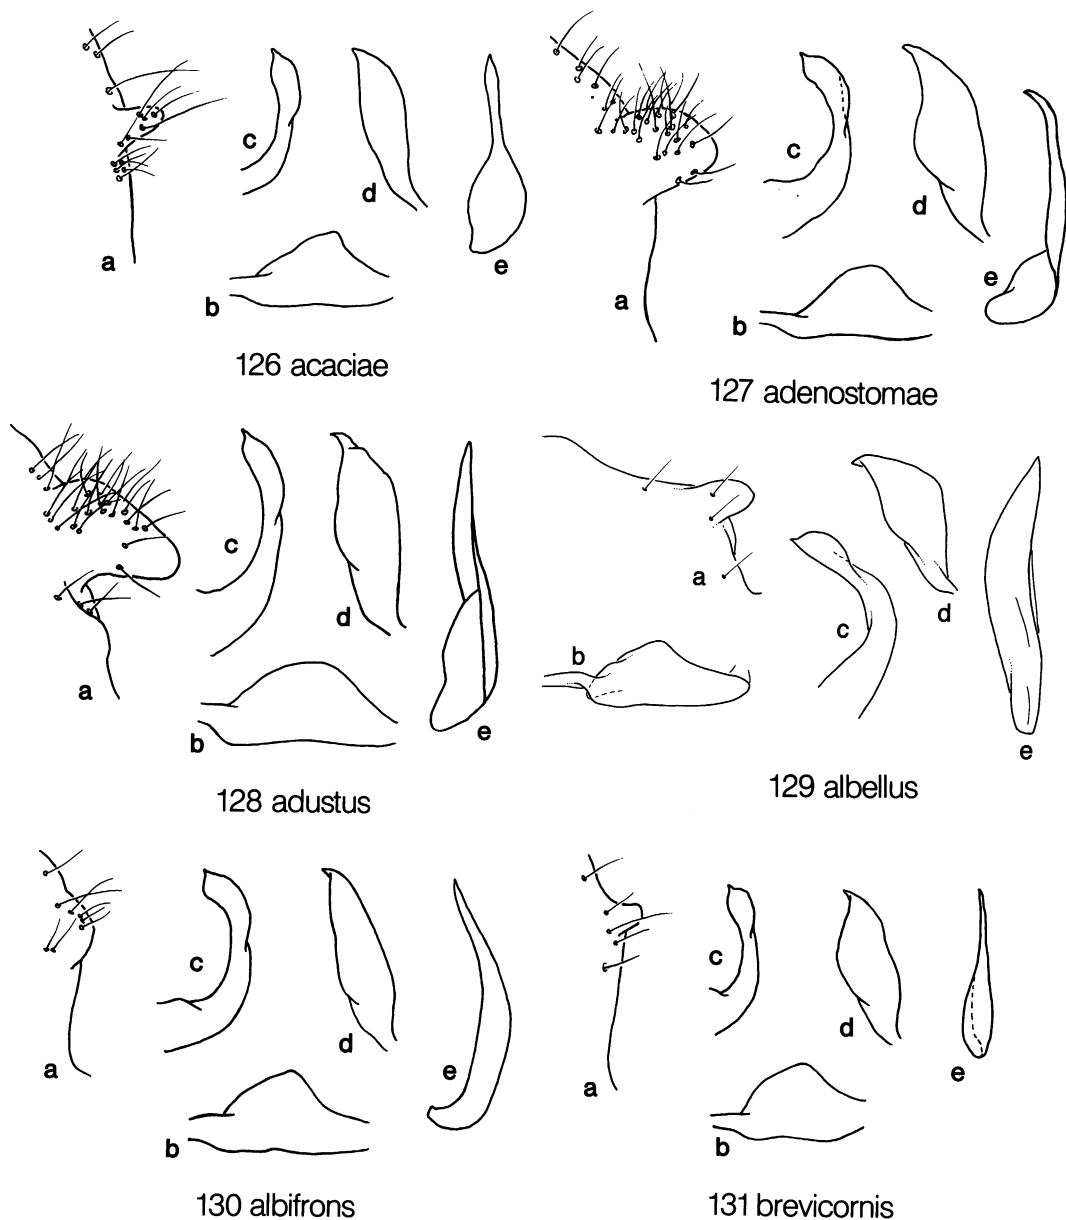 a
b
c
d
e
126 acaciae
a
b
c
d
e
127 adenostomae
a
b
c
d
e
128 adustus
a
b
c
d
e
129 albellus
a
b
c
d
e
130 albifrons
a
b
c
d
e
131 brevicornis